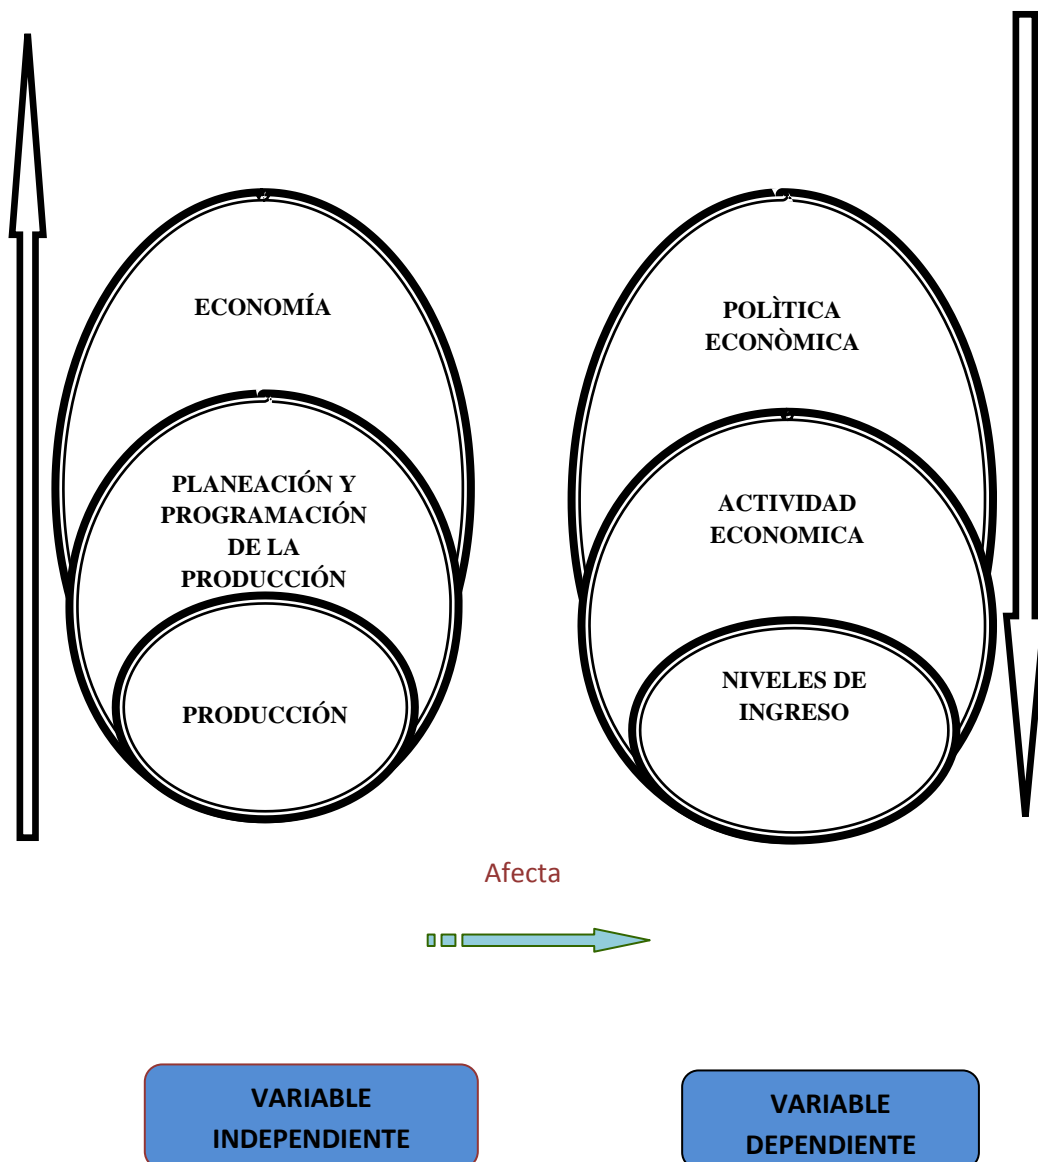 ECONOMÍA
PLANEACIÓN Y
PROGRAMACIÓN
DE LA
PRODUCCIÓN
PRODUCCIÓN
POLÌTICA
ECONÒMICA
ACTIVIDAD
ECONOMICA
NIVELES DE
INGRESO
Afecta
VARIABLE
INDEPENDIENTE
VARIABLE
DEPENDIENTE